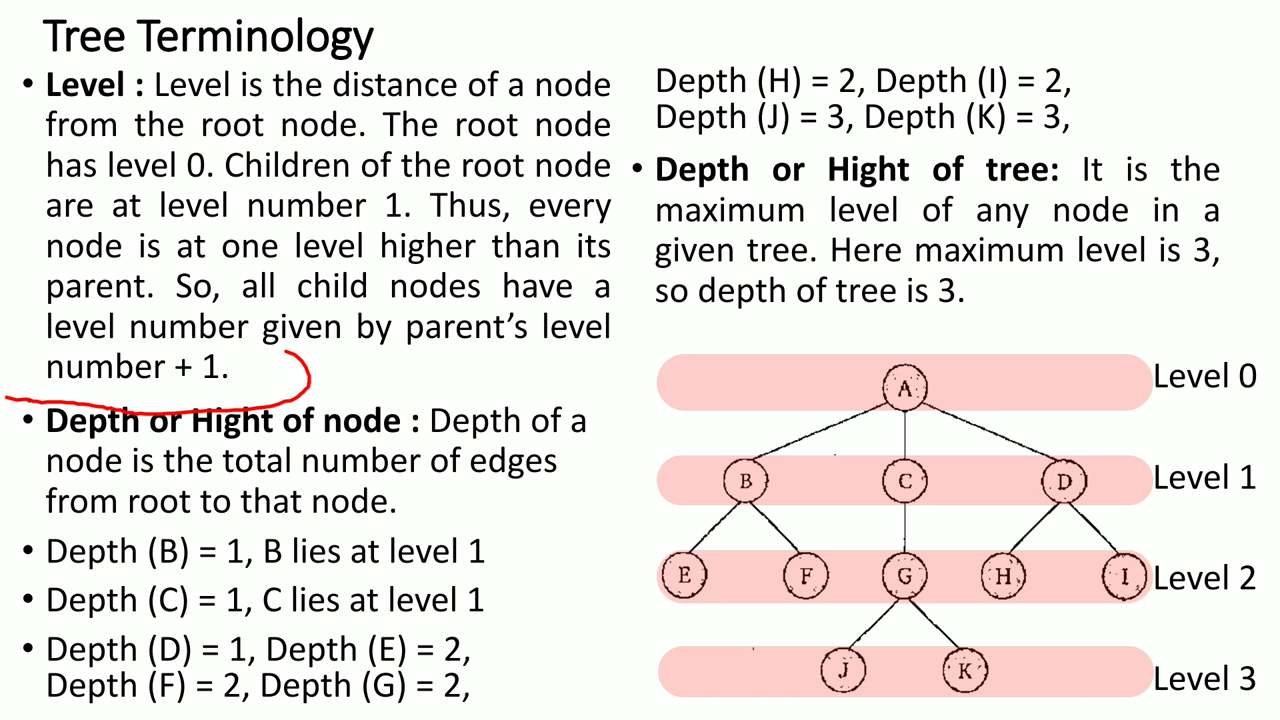 Tree Terminology
• Level : Level is the distance of a node
from the root node. The root node
has level 0. Children of the root node
are at level number 1. Thus, every
node is at one level higher than its
parent. So, all child nodes have a
level number given by parent's level
number + 1.
• Depth or Hight of node : Depth of a
node is the total number of edges
from root to that node.
• Depth (B) = 1, B lies at level 1
• Depth (C) = 1, C lies at level 1
• Depth (D) = 1, Depth (E) = 2,
Depth (F) = 2, Depth (G) = 2,
Depth (H) = 2, Depth (I) = 2,
Depth (J) = 3, Depth (K) = 3,
• Depth or Hight of tree: It is the
maximum level of any node in a
given tree. Here maximum level is 3,
so depth of tree is 3.
A Level 0
B C D Level 1
E F G H I Level 2
J K Level 3